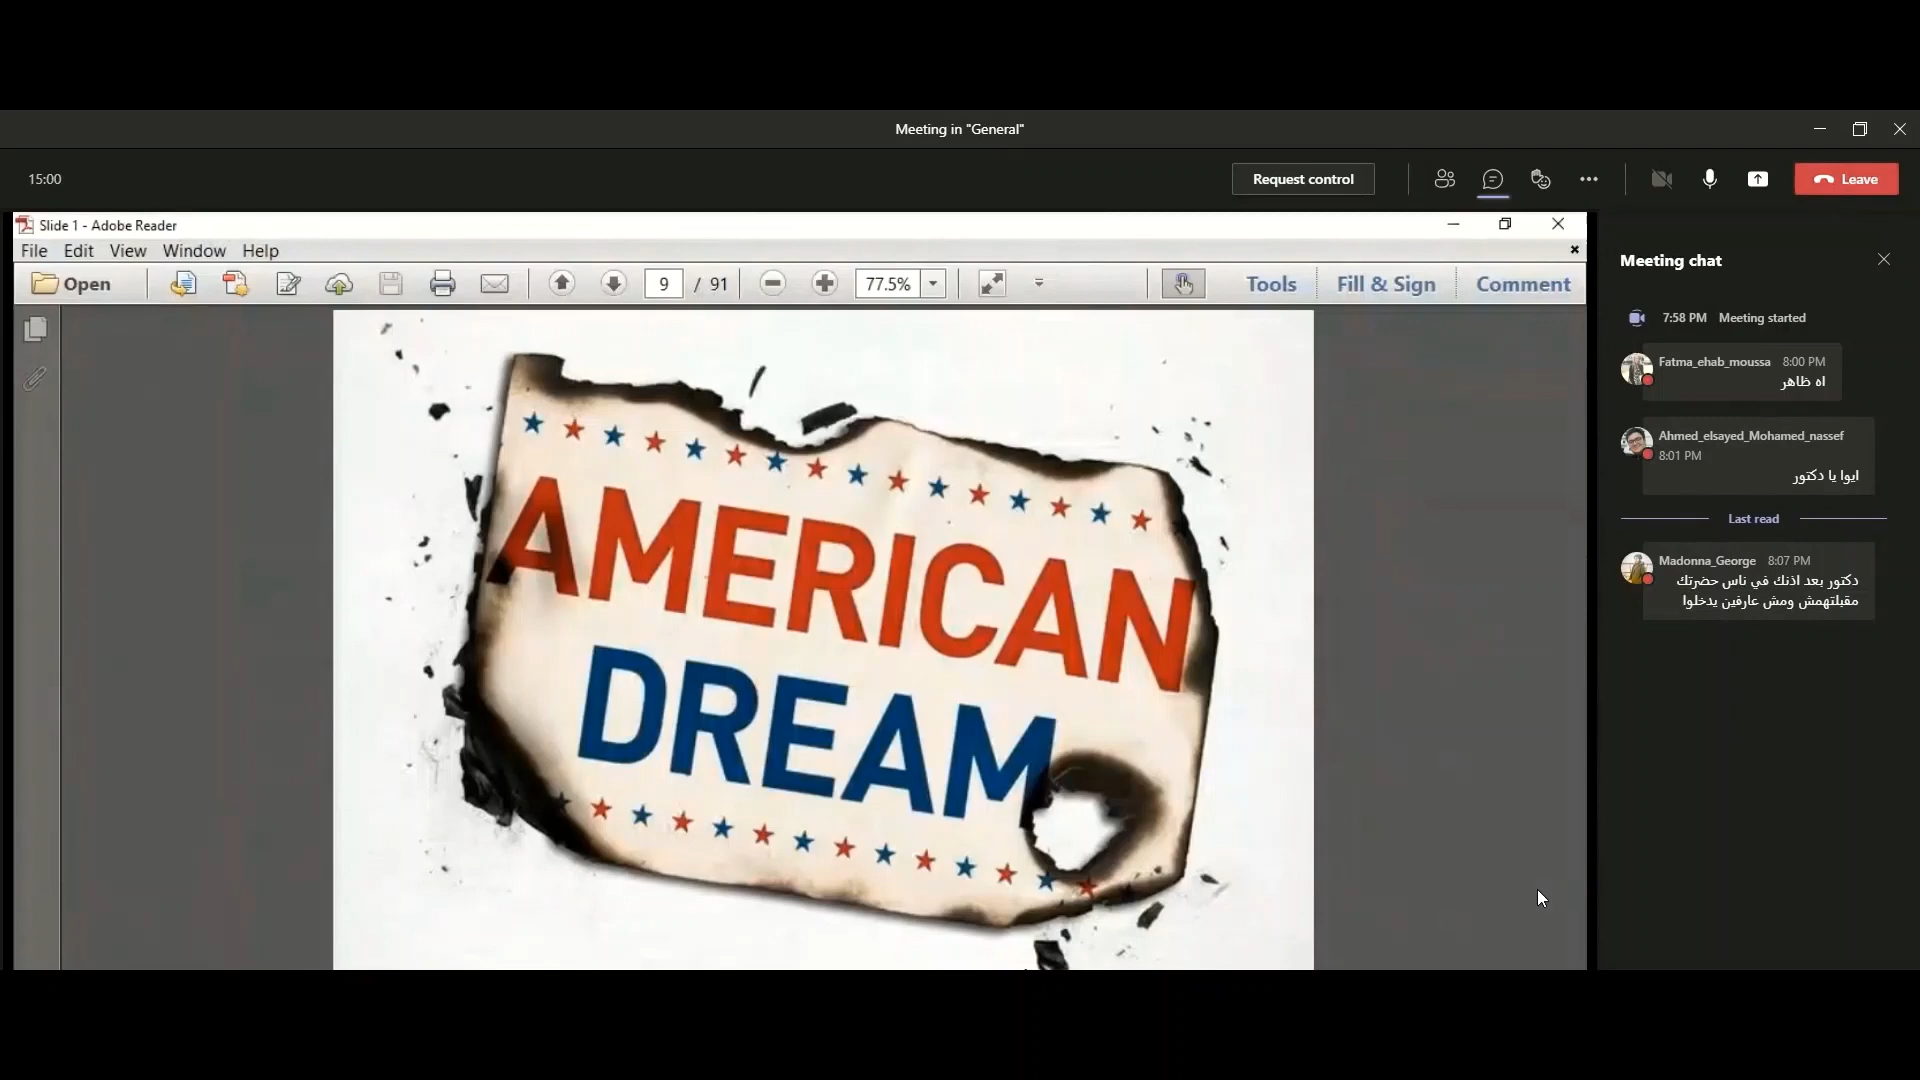 Meeting in "General"
15:00
Request control
Leave
Slide 1 - Adobe Reader
File Edit View Window Help
Open
9 / 91
77.5%
Tools
Fill & Sign
Comment
AMERICAN
DREAM
Meeting chat
7:58 PM Meeting started
Fatma_ehab_moussa 8:00 PM
اه ظاهر
Ahmed_elsayed_Mohamed_nassef
8:01 PM
ايوا يا دكتور
Last read
Madonna_George 8:07 PM
دكتور بعد اذنك في ناس حضرتك
مقبلتهمش ومش عارفين يدخلوا